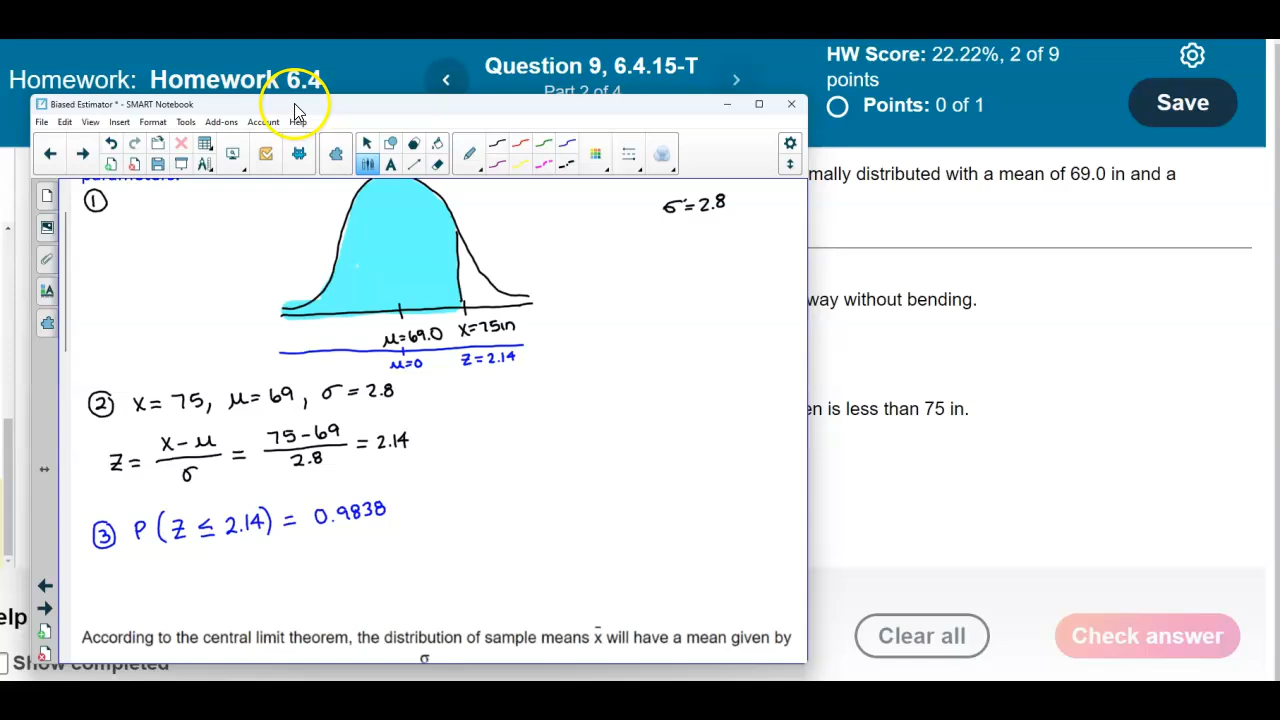 Homework: Homework 6.4
Question 9, 6.4.15-T
Part 2 of 4
HW Score: 22.22%, 2 of 9
points
Points: 0 of 1
Save
Biased Estimator * - SMART Notebook
File Edit View Insert Format Tools Add-ons Account Help
parameters.
①
σ=2.8
μ=69.0 x=75in
μ=0 z=2.14
② x=75, μ=69, σ=2.8
z= x-μ / σ = 75-69 / 2.8 = 2.14
③ P(z ≤ 2.14) = 0.9838
According to the central limit theorem, the distribution of sample means x̄ will have a mean given by
σ
mally distributed with a mean of 69.0 in and a
way without bending.
en is less than 75 in.
elp
Show completed
Clear all
Check answer